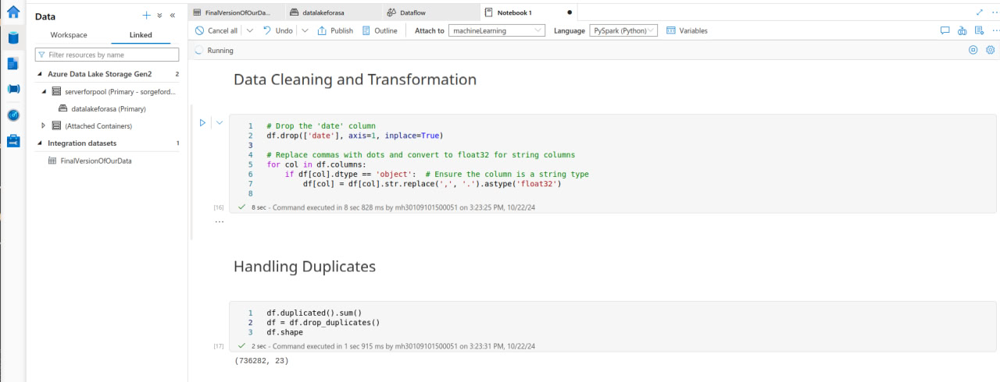 Data
Workspace
Linked
Filter resources by name
Azure Data Lake Storage Gen2 2
serverforpool (Primary - sorgeford...
datalakeforasa (Primary)
(Attached Containers)
Integration datasets 1
FinalVersionOfOurData
FinalVersionOfOurDa...
datalakeforasa
Dataflow
Notebook 1
Cancel all
Undo
Publish
Outline
Attach to
machineLearning
Language
PySpark (Python)
Variables
Running
Data Cleaning and Transformation
1 # Drop the 'date' column
2 df.drop(['date'], axis=1, inplace=True)
3
4 # Replace commas with dots and convert to float32 for string columns
5 for col in df.columns:
6     if df[col].dtype == 'object':  # Ensure the column is a string type
7         df[col] = df[col].str.replace(',', '.').astype('float32')
8
[16] 8 sec - Command executed in 8 sec 828 ms by mh30109101500051 on 3:23:25 PM, 10/22/24
...
Handling Duplicates
1 df.duplicated().sum()
2 df = df.drop_duplicates()
3 df.shape
[17] 2 sec - Command executed in 1 sec 915 ms by mh30109101500051 on 3:23:31 PM, 10/22/24
(736282, 23)